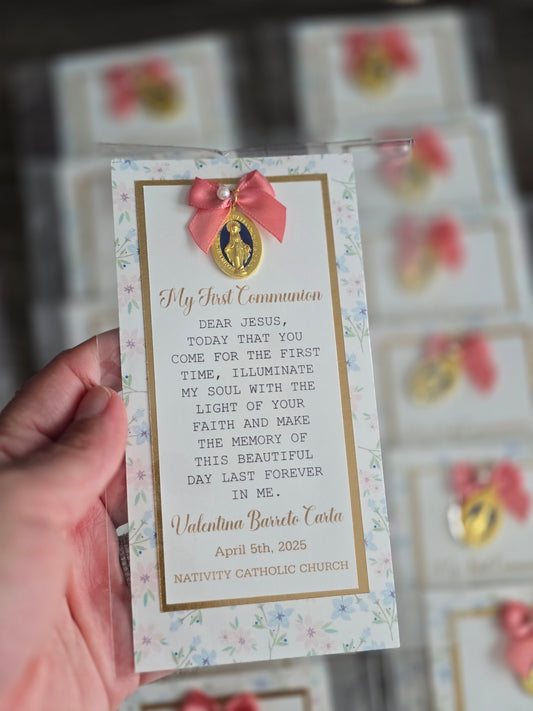 My First Communion
DEAR JESUS,
TODAY THAT YOU
COME FOR THE FIRST
TIME, ILLUMINATE
MY SOUL WITH THE
LIGHT OF YOUR
FAITH AND MAKE
THE MEMORY OF
THIS BEAUTIFUL
DAY LAST FOREVER
IN ME.
Valentina Barreto Carta
April 5th, 2025
NATIVITY CATHOLIC CHURCH